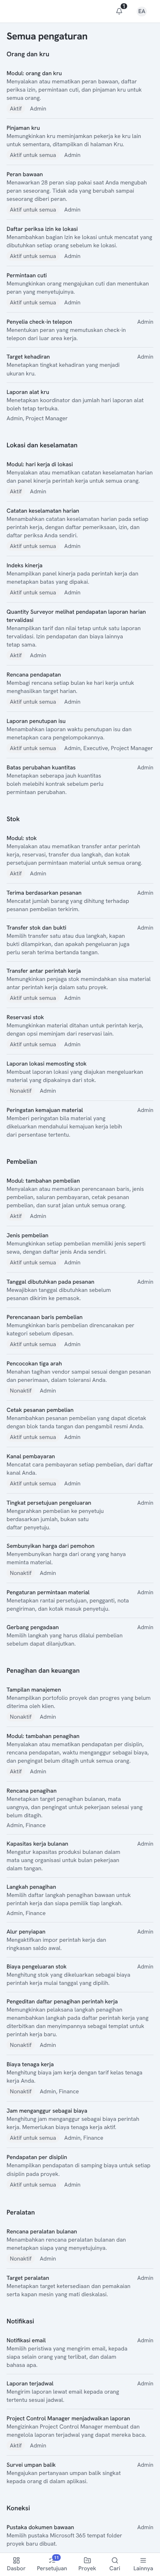 1
EA
Semua pengaturan
Orang dan kru
Modul: orang dan kru
Menyalakan atau mematikan peran bawaan, daftar
periksa izin, permintaan cuti, dan pinjaman kru untuk
semua orang.
Aktif Admin
Pinjaman kru
Memungkinkan kru meminjamkan pekerja ke kru lain
untuk sementara, ditampilkan di halaman Kru.
Aktif untuk semua Admin
Peran bawaan
Menawarkan 28 peran siap pakai saat Anda mengubah
peran seseorang. Tidak ada yang berubah sampai
seseorang diberi peran.
Aktif untuk semua Admin
Daftar periksa izin ke lokasi
Menambahkan bagian Izin ke lokasi untuk mencatat yang
dibutuhkan setiap orang sebelum ke lokasi.
Aktif untuk semua Admin
Permintaan cuti
Memungkinkan orang mengajukan cuti dan menentukan
peran yang menyetujuinya.
Aktif untuk semua Admin
Penyelia check-in telepon Admin
Menentukan peran yang memutuskan check-in
telepon dari luar area kerja.
Target kehadiran Admin
Menetapkan tingkat kehadiran yang menjadi
ukuran kru.
Laporan alat kru
Menetapkan koordinator dan jumlah hari laporan alat
boleh tetap terbuka.
Admin, Project Manager
Lokasi dan keselamatan
Modul: hari kerja di lokasi
Menyalakan atau mematikan catatan keselamatan harian
dan panel kinerja perintah kerja untuk semua orang.
Aktif Admin
Catatan keselamatan harian
Menambahkan catatan keselamatan harian pada setiap
perintah kerja, dengan daftar pemeriksaan, izin, dan
daftar periksa Anda sendiri.
Aktif untuk semua Admin
Indeks kinerja
Menampilkan panel kinerja pada perintah kerja dan
menetapkan batas yang dipakai.
Aktif untuk semua Admin
Quantity Surveyor melihat pendapatan laporan harian
tervalidasi
Menampilkan tarif dan nilai tetap untuk satu laporan
tervalidasi. Izin pendapatan dan biaya lainnya
tetap sama.
Aktif Admin
Rencana pendapatan
Membagi rencana setiap bulan ke hari kerja untuk
menghasilkan target harian.
Aktif untuk semua Admin
Laporan penutupan isu
Menambahkan laporan waktu penutupan isu dan
menetapkan cara pengelompokannya.
Aktif untuk semua Admin, Executive, Project Manager
Batas perubahan kuantitas Admin
Menetapkan seberapa jauh kuantitas
boleh melebihi kontrak sebelum perlu
permintaan perubahan.
Stok
Modul: stok
Menyalakan atau mematikan transfer antar perintah
kerja, reservasi, transfer dua langkah, dan kotak
persetujuan permintaan material untuk semua orang.
Aktif Admin
Terima berdasarkan pesanan Admin
Mencatat jumlah barang yang dihitung terhadap
pesanan pembelian terkirim.
Transfer stok dan bukti Admin
Memilih transfer satu atau dua langkah, kapan
bukti dilampirkan, dan apakah pengeluaran juga
perlu serah terima bertanda tangan.
Transfer antar perintah kerja
Memungkinkan penjaga stok memindahkan sisa material
antar perintah kerja dalam satu proyek.
Aktif untuk semua Admin
Reservasi stok
Memungkinkan material ditahan untuk perintah kerja,
dengan opsi meminjam dari reservasi lain.
Aktif untuk semua Admin
Laporan lokasi memosting stok
Membuat laporan lokasi yang diajukan mengeluarkan
material yang dipakainya dari stok.
Nonaktif Admin
Peringatan kemajuan material Admin
Memberi peringatan bila material yang
dikeluarkan mendahului kemajuan kerja lebih
dari persentase tertentu.
Pembelian
Modul: tambahan pembelian
Menyalakan atau mematikan perencanaan baris, jenis
pembelian, saluran pembayaran, cetak pesanan
pembelian, dan surat jalan untuk semua orang.
Aktif Admin
Jenis pembelian
Memungkinkan setiap pembelian memiliki jenis seperti
sewa, dengan daftar jenis Anda sendiri.
Aktif untuk semua Admin
Tanggal dibutuhkan pada pesanan Admin
Mewajibkan tanggal dibutuhkan sebelum
pesanan dikirim ke pemasok.
Perencanaan baris pembelian
Memungkinkan baris pembelian direncanakan per
kategori sebelum dipesan.
Aktif untuk semua Admin
Pencocokan tiga arah
Menahan tagihan vendor sampai sesuai dengan pesanan
dan penerimaan, dalam toleransi Anda.
Nonaktif Admin
Cetak pesanan pembelian
Menambahkan pesanan pembelian yang dapat dicetak
dengan blok tanda tangan dan pengambil resmi Anda.
Aktif untuk semua Admin
Kanal pembayaran
Mencatat cara pembayaran setiap pembelian, dari daftar
kanal Anda.
Aktif untuk semua Admin
Tingkat persetujuan pengeluaran Admin
Mengarahkan pembelian ke penyetuju
berdasarkan jumlah, bukan satu
daftar penyetuju.
Sembunyikan harga dari pemohon
Menyembunyikan harga dari orang yang hanya
meminta material.
Nonaktif Admin
Pengaturan permintaan material Admin
Menetapkan rantai persetujuan, pengganti, nota
pengiriman, dan kotak masuk penyetuju.
Gerbang pengadaan Admin
Memilih langkah yang harus dilalui pembelian
sebelum dapat dilanjutkan.
Penagihan dan keuangan
Tampilan manajemen
Menampilkan portofolio proyek dan progres yang belum
diterima oleh klien.
Nonaktif Admin
Modul: tambahan penagihan
Menyalakan atau mematikan pendapatan per disiplin,
rencana pendapatan, waktu menganggur sebagai biaya,
dan pengingat belum ditagih untuk semua orang.
Aktif Admin
Rencana penagihan
Menetapkan target penagihan bulanan, mata
uangnya, dan pengingat untuk pekerjaan selesai yang
belum ditagih.
Admin, Finance
Kapasitas kerja bulanan Admin
Mengatur kapasitas produksi bulanan dalam
mata uang organisasi untuk bulan pekerjaan
dalam tangan.
Langkah penagihan
Memilih daftar langkah penagihan bawaan untuk
perintah kerja dan siapa pemilik tiap langkah.
Admin, Finance
Alur penyiapan Admin
Mengaktifkan impor perintah kerja dan
ringkasan saldo awal.
Biaya pengeluaran stok Admin
Menghitung stok yang dikeluarkan sebagai biaya
perintah kerja mulai tanggal yang dipilih.
Pengeditan daftar penagihan perintah kerja
Memungkinkan pelaksana langkah penagihan
menambahkan langkah pada daftar perintah kerja yang
diterbitkan dan menyimpannya sebagai templat untuk
perintah kerja baru.
Nonaktif Admin
Biaya tenaga kerja
Menghitung biaya jam kerja dengan tarif kelas tenaga
kerja Anda.
Nonaktif Admin, Finance
Jam menganggur sebagai biaya
Menghitung jam menganggur sebagai biaya perintah
kerja. Memerlukan biaya tenaga kerja aktif.
Aktif untuk semua Admin, Finance
Pendapatan per disiplin
Menampilkan pendapatan di samping biaya untuk setiap
disiplin pada proyek.
Aktif untuk semua Admin
Peralatan
Rencana peralatan bulanan
Menambahkan rencana peralatan bulanan dan
menetapkan siapa yang menyetujuinya.
Nonaktif Admin
Target peralatan Admin
Menetapkan target ketersediaan dan pemakaian
serta kapan mesin yang mati dieskalasi.
Notifikasi
Notifikasi email Admin
Memilih peristiwa yang mengirim email, kepada
siapa selain orang yang terlibat, dan dalam
bahasa apa.
Laporan terjadwal Admin
Mengirim laporan lewat email kepada orang
tertentu sesuai jadwal.
Project Control Manager menjadwalkan laporan
Mengizinkan Project Control Manager membuat dan
mengelola laporan terjadwal yang dapat mereka baca.
Aktif Admin
Survei umpan balik Admin
Mengajukan pertanyaan umpan balik singkat
kepada orang di dalam aplikasi.
Koneksi
Pustaka dokumen bawaan Admin
Memilih pustaka Microsoft 365 tempat folder
proyek baru dibuat.
Dasbor Persetujuan Proyek Cari Lainnya